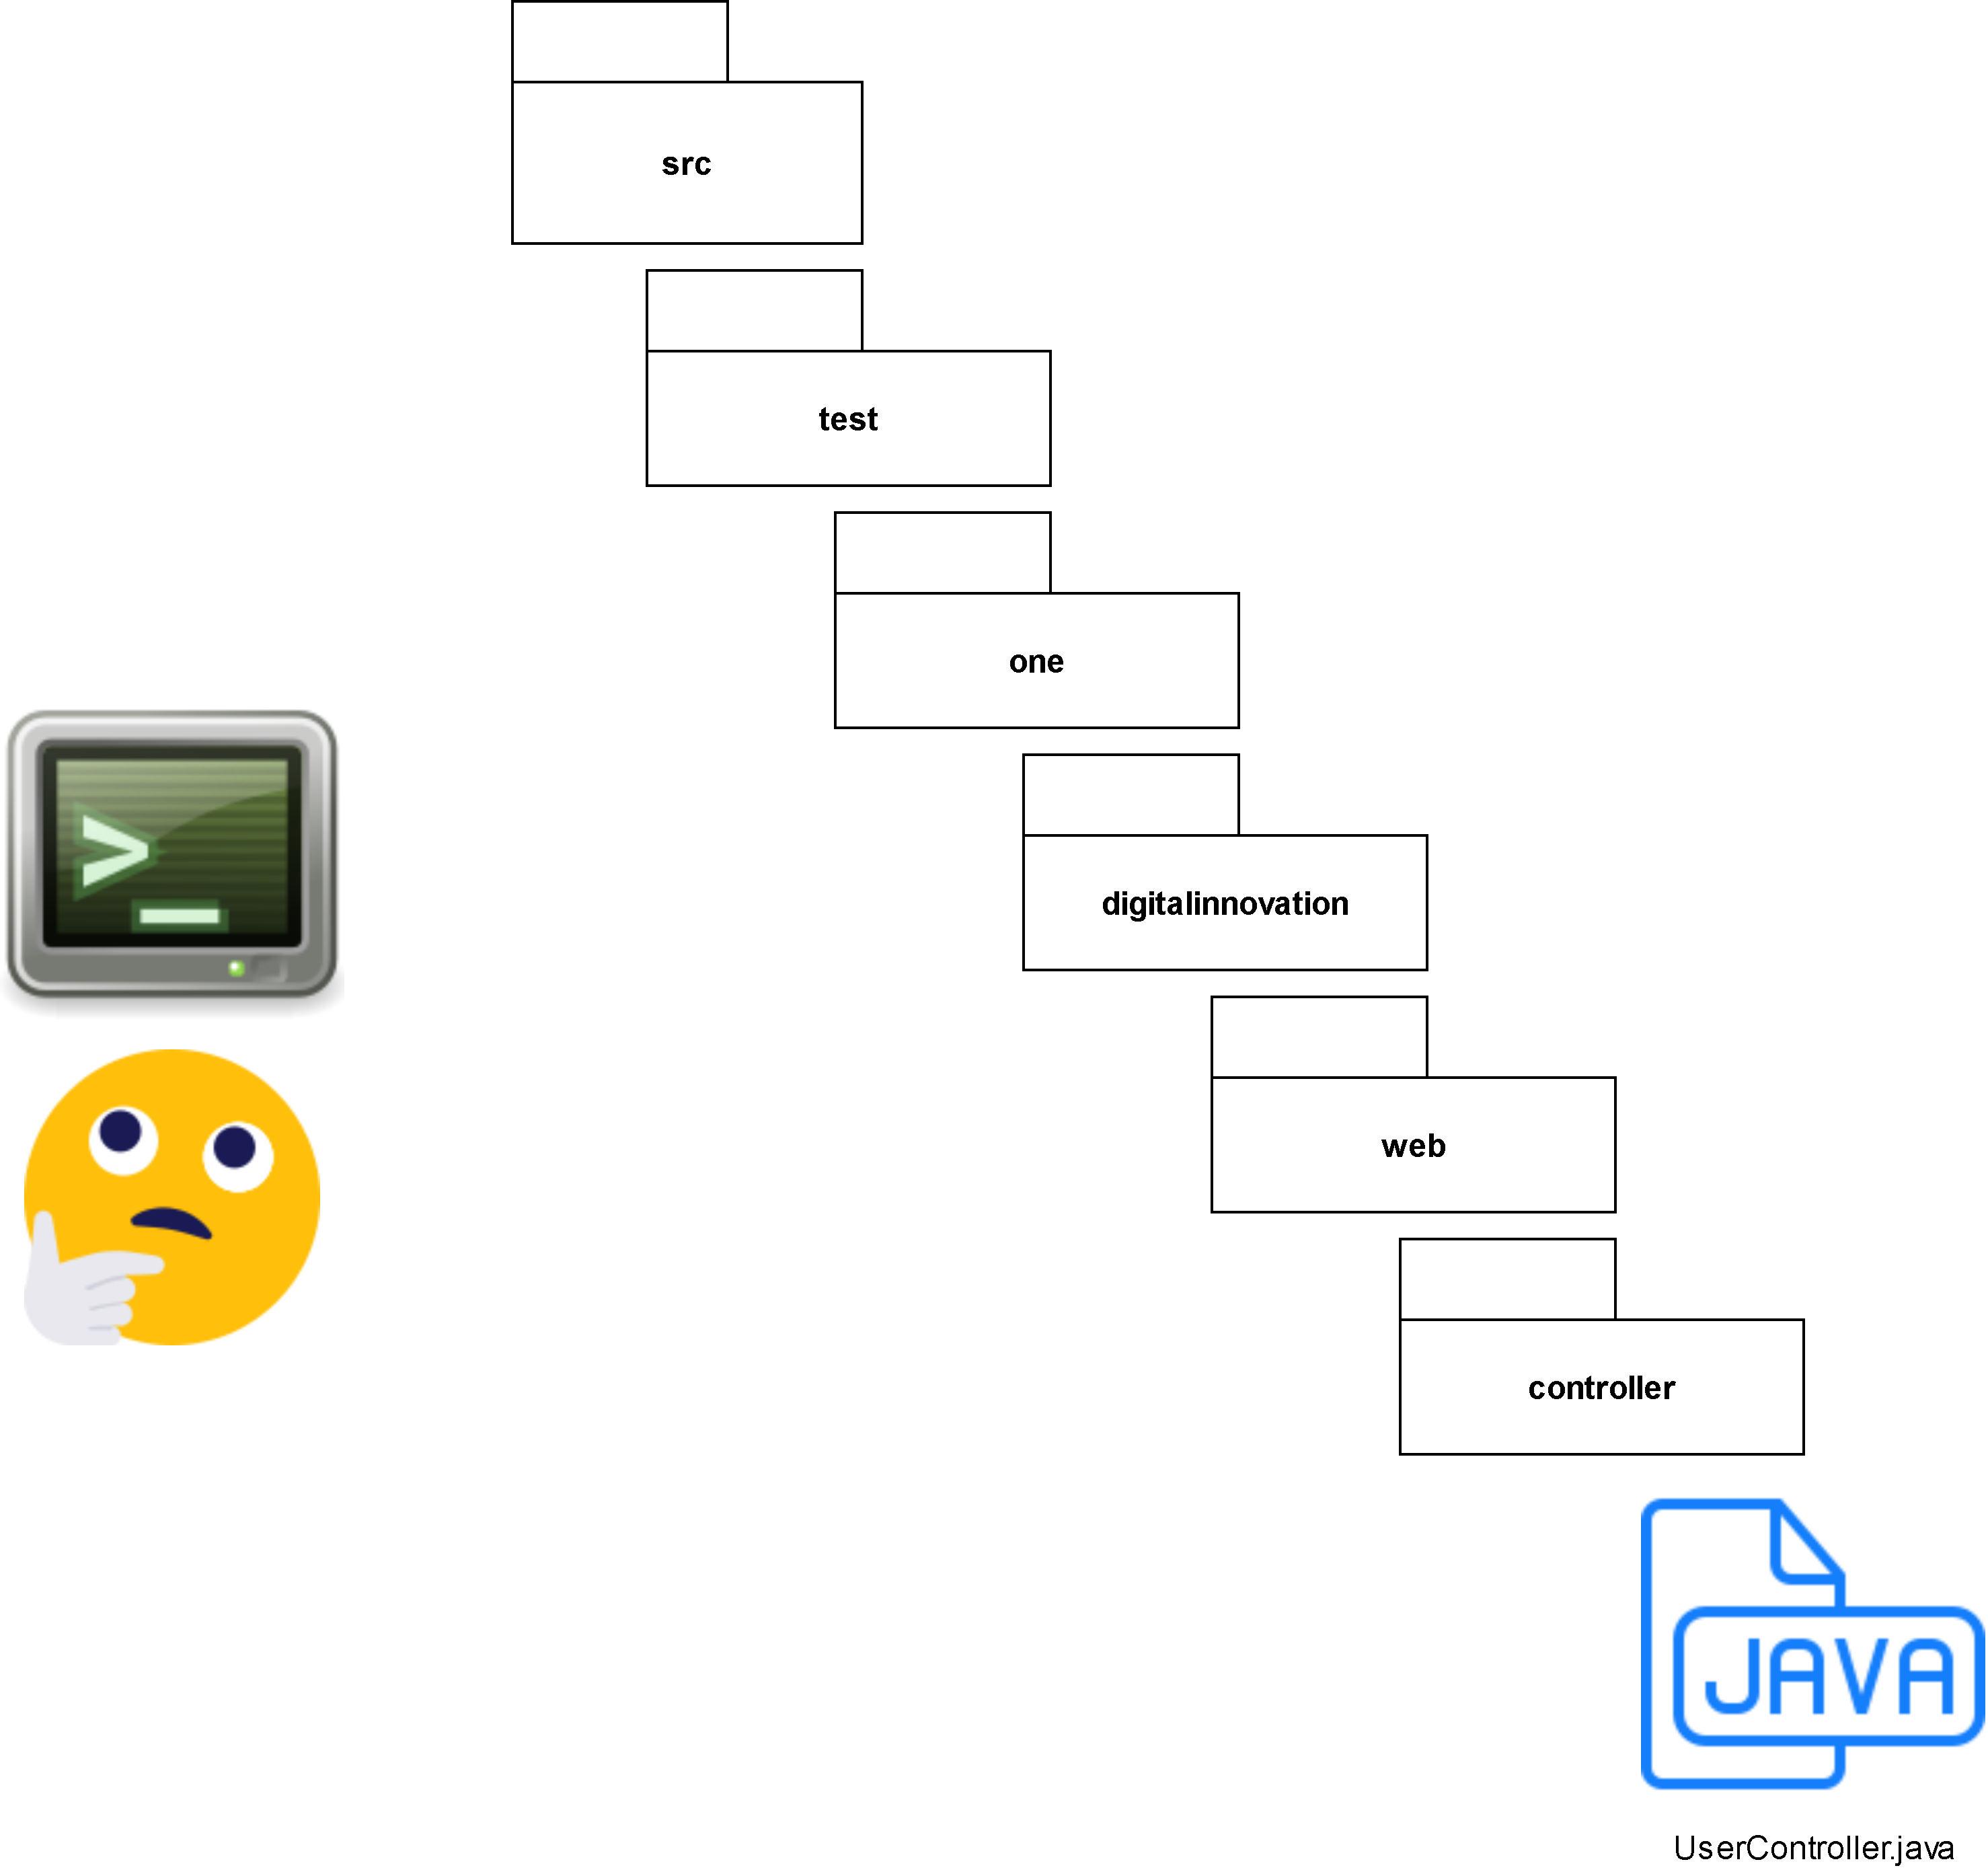 src
test
one
digitalinnovation
>_
web
controller
JAVA
UserController.java